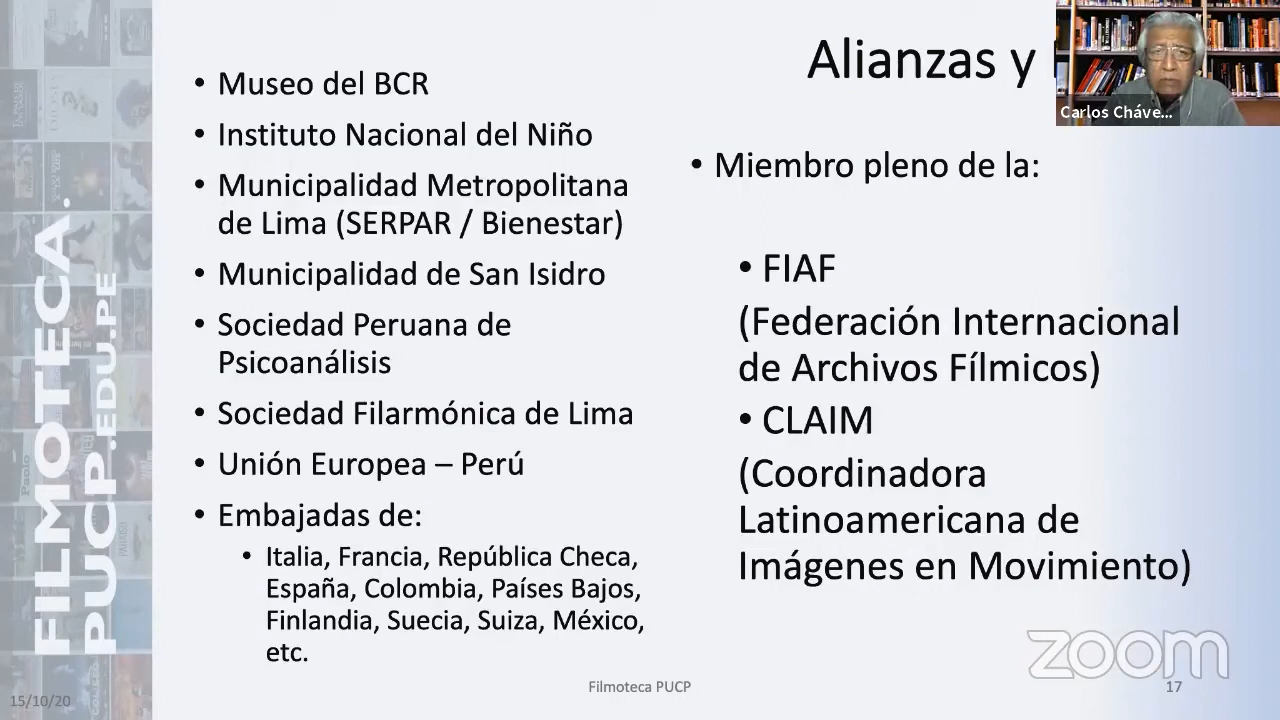 Alianzas y
Carlos Cháve...
• Museo del BCR
• Instituto Nacional del Niño
• Municipalidad Metropolitana
de Lima (SERPAR / Bienestar)
• Municipalidad de San Isidro
• Sociedad Peruana de
Psicoanálisis
• Sociedad Filarmónica de Lima
• Unión Europea – Perú
• Embajadas de:
• Italia, Francia, República Checa,
España, Colombia, Países Bajos,
Finlandia, Suecia, Suiza, México,
etc.
• Miembro pleno de la:
• FIAF
(Federación Internacional
de Archivos Fílmicos)
• CLAIM
(Coordinadora
Latinoamericana de
Imágenes en Movimiento)
FILMOTECA.
PUCP.EDU.PE
zoom
15/10/20
Filmoteca PUCP
17